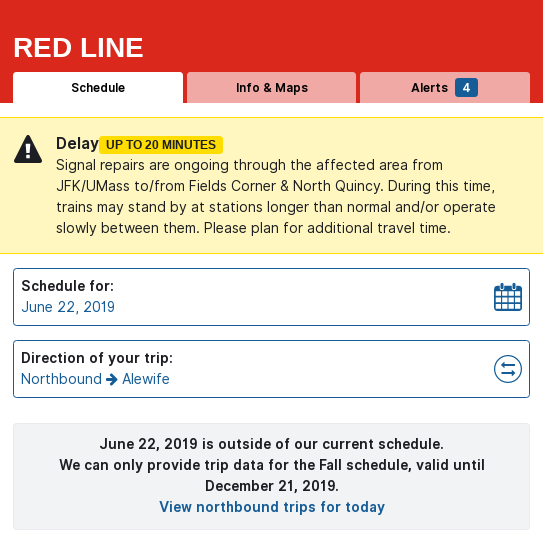 RED LINE
Schedule
Info & Maps
Alerts 4
Delay UP TO 20 MINUTES
Signal repairs are ongoing through the affected area from
JFK/UMass to/from Fields Corner & North Quincy. During this time,
trains may stand by at stations longer than normal and/or operate
slowly between them. Please plan for additional travel time.
Schedule for:
June 22, 2019
Direction of your trip:
Northbound → Alewife
June 22, 2019 is outside of our current schedule.
We can only provide trip data for the Fall schedule, valid until
December 21, 2019.
View northbound trips for today